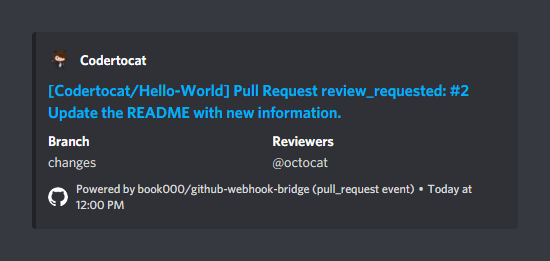 Codertocat
[Codertocat/Hello-World] Pull Request review_requested: #2
Update the README with new information.
Branch
Reviewers
changes
@octocat
Powered by book000/github-webhook-bridge (pull_request event) • Today at
12:00 PM